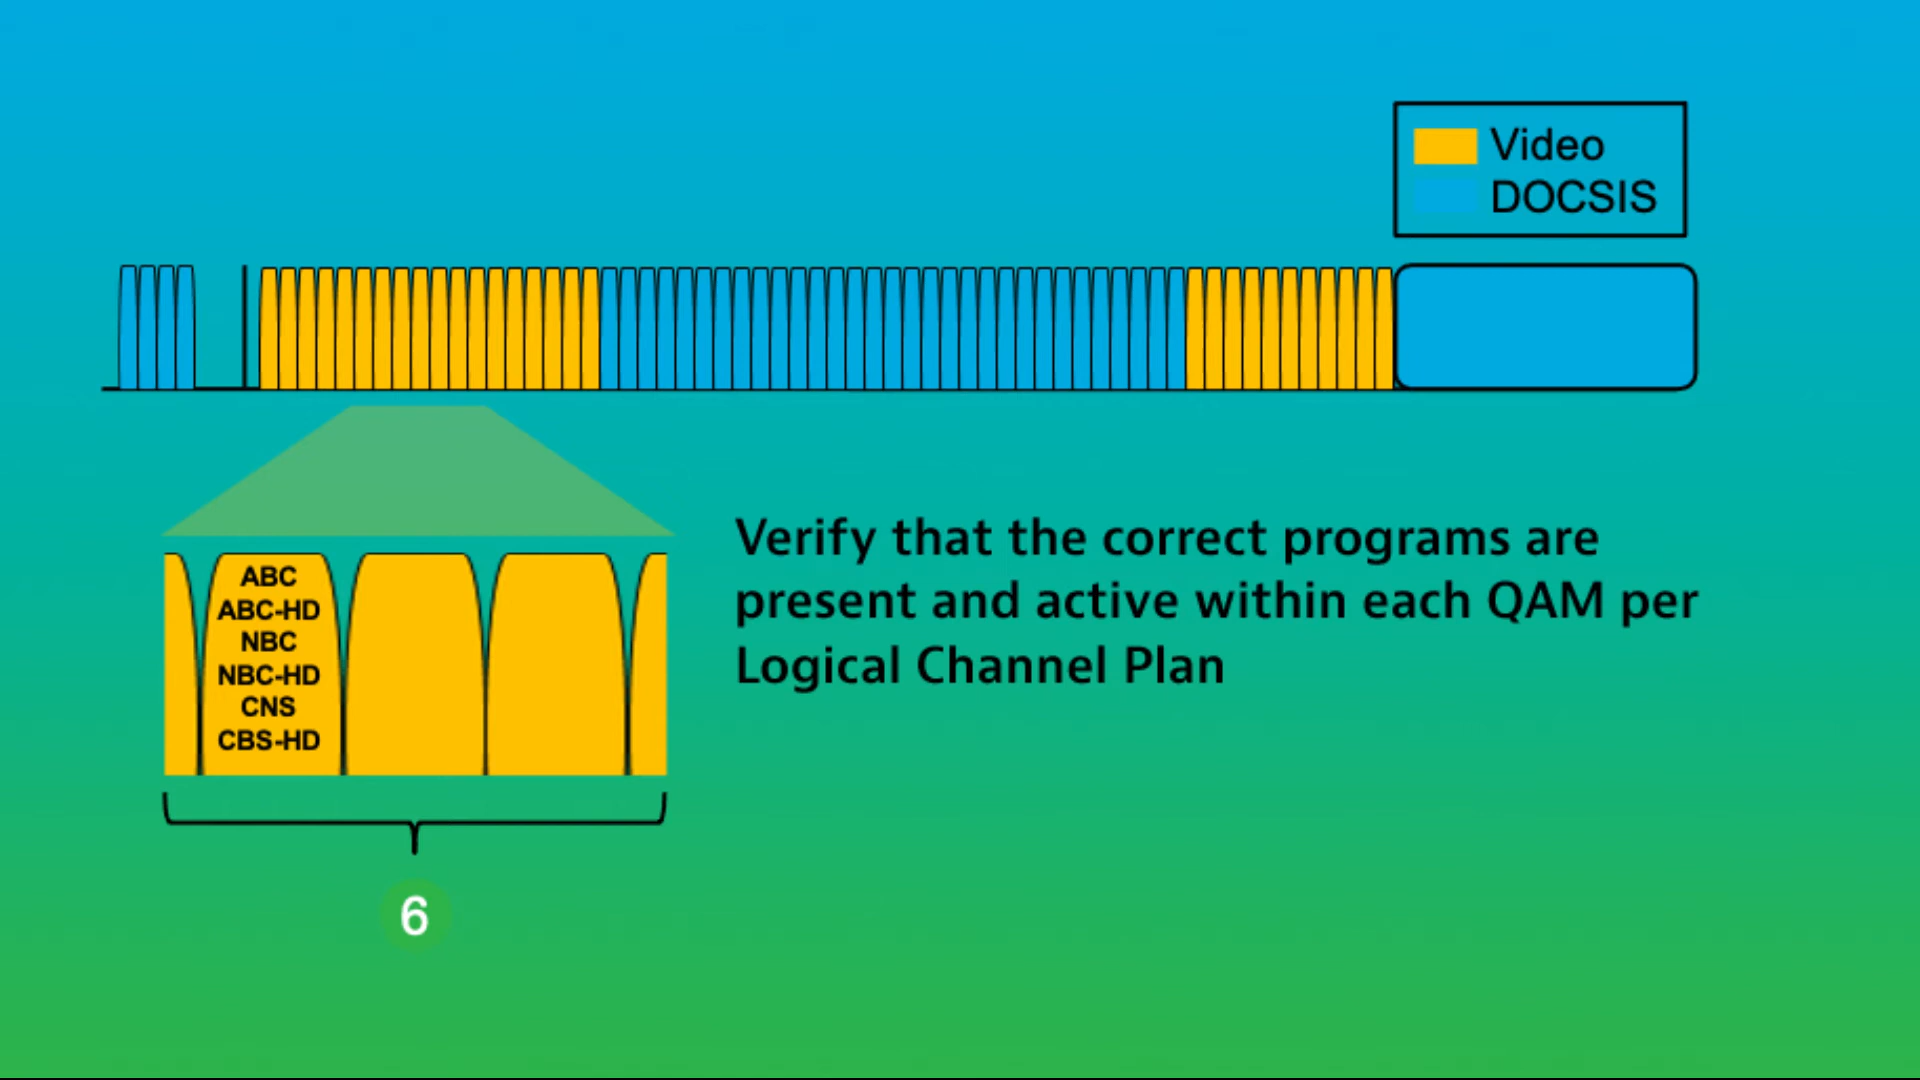 Video
DOCSIS
Verify that the correct programs are
present and active within each QAM per
Logical Channel Plan
ABC
ABC-HD
NBC
NBC-HD
CNS
CBS-HD
6